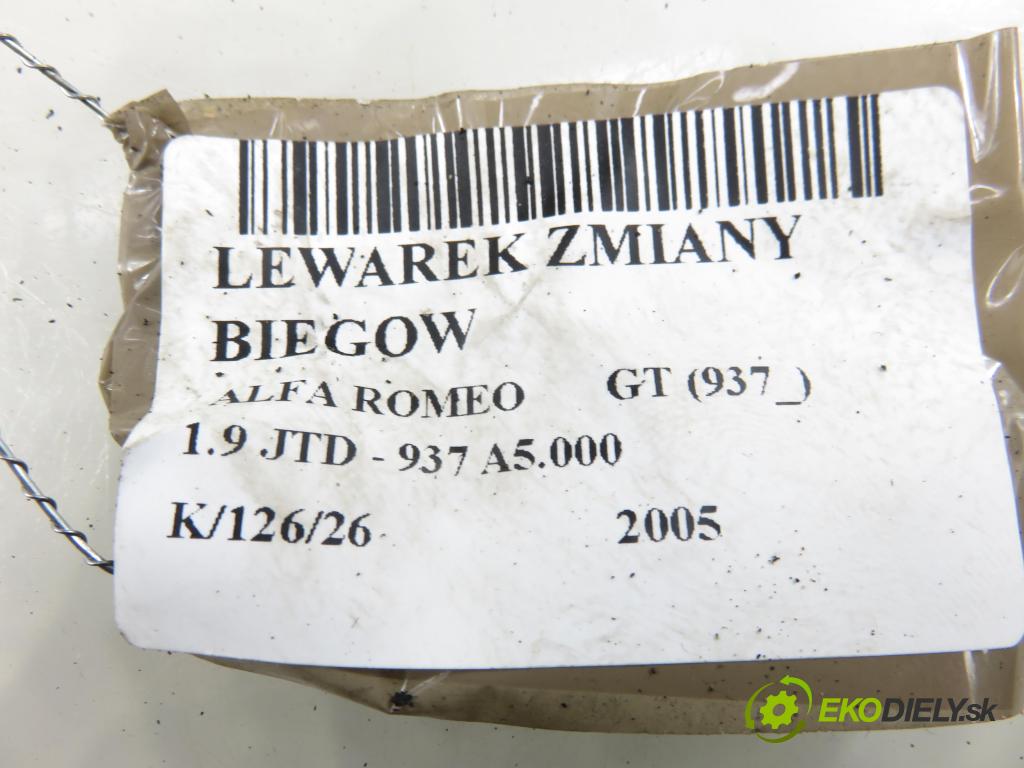 LEWAREK ZMIANY
BIEGOW
ALFA ROMEO GT (937_)
1.9 JTD - 937 A5.000
K/126/26 2005
EKODIELY.sk